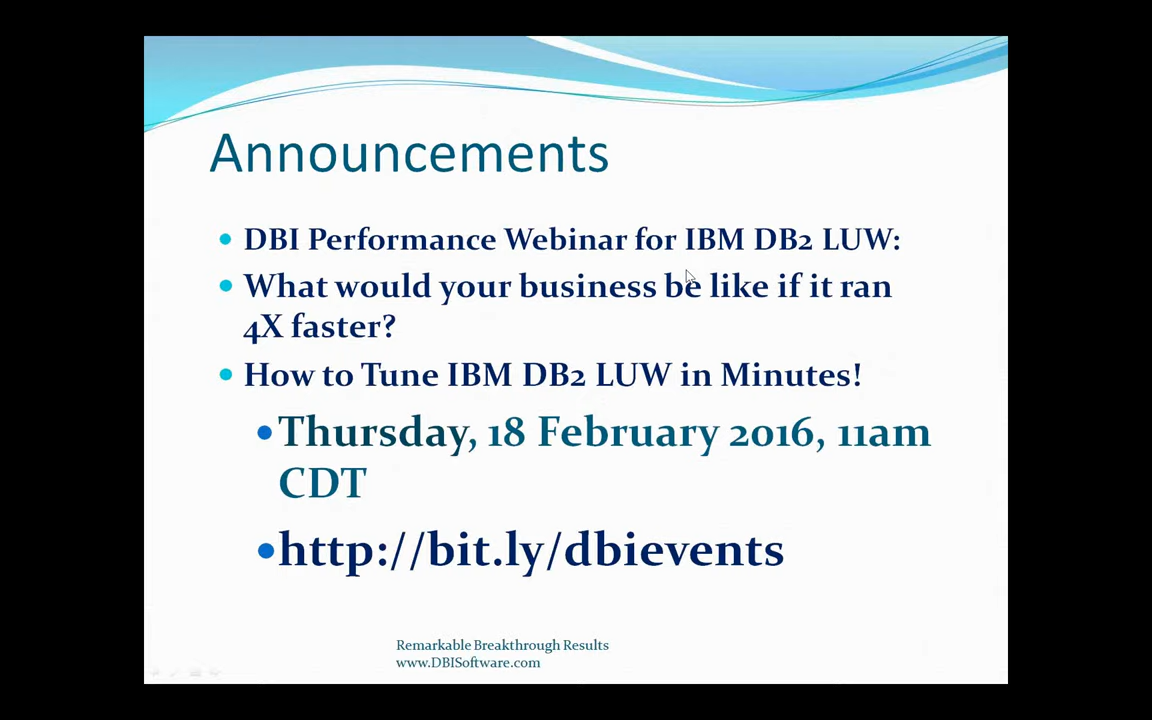 Announcements
• DBI Performance Webinar for IBM DB2 LUW:
• What would your business be like if it ran
4X faster?
• How to Tune IBM DB2 LUW in Minutes!
• Thursday, 18 February 2016, 11am
CDT
• http://bit.ly/dbievents
Remarkable Breakthrough Results
www.DBISoftware.com